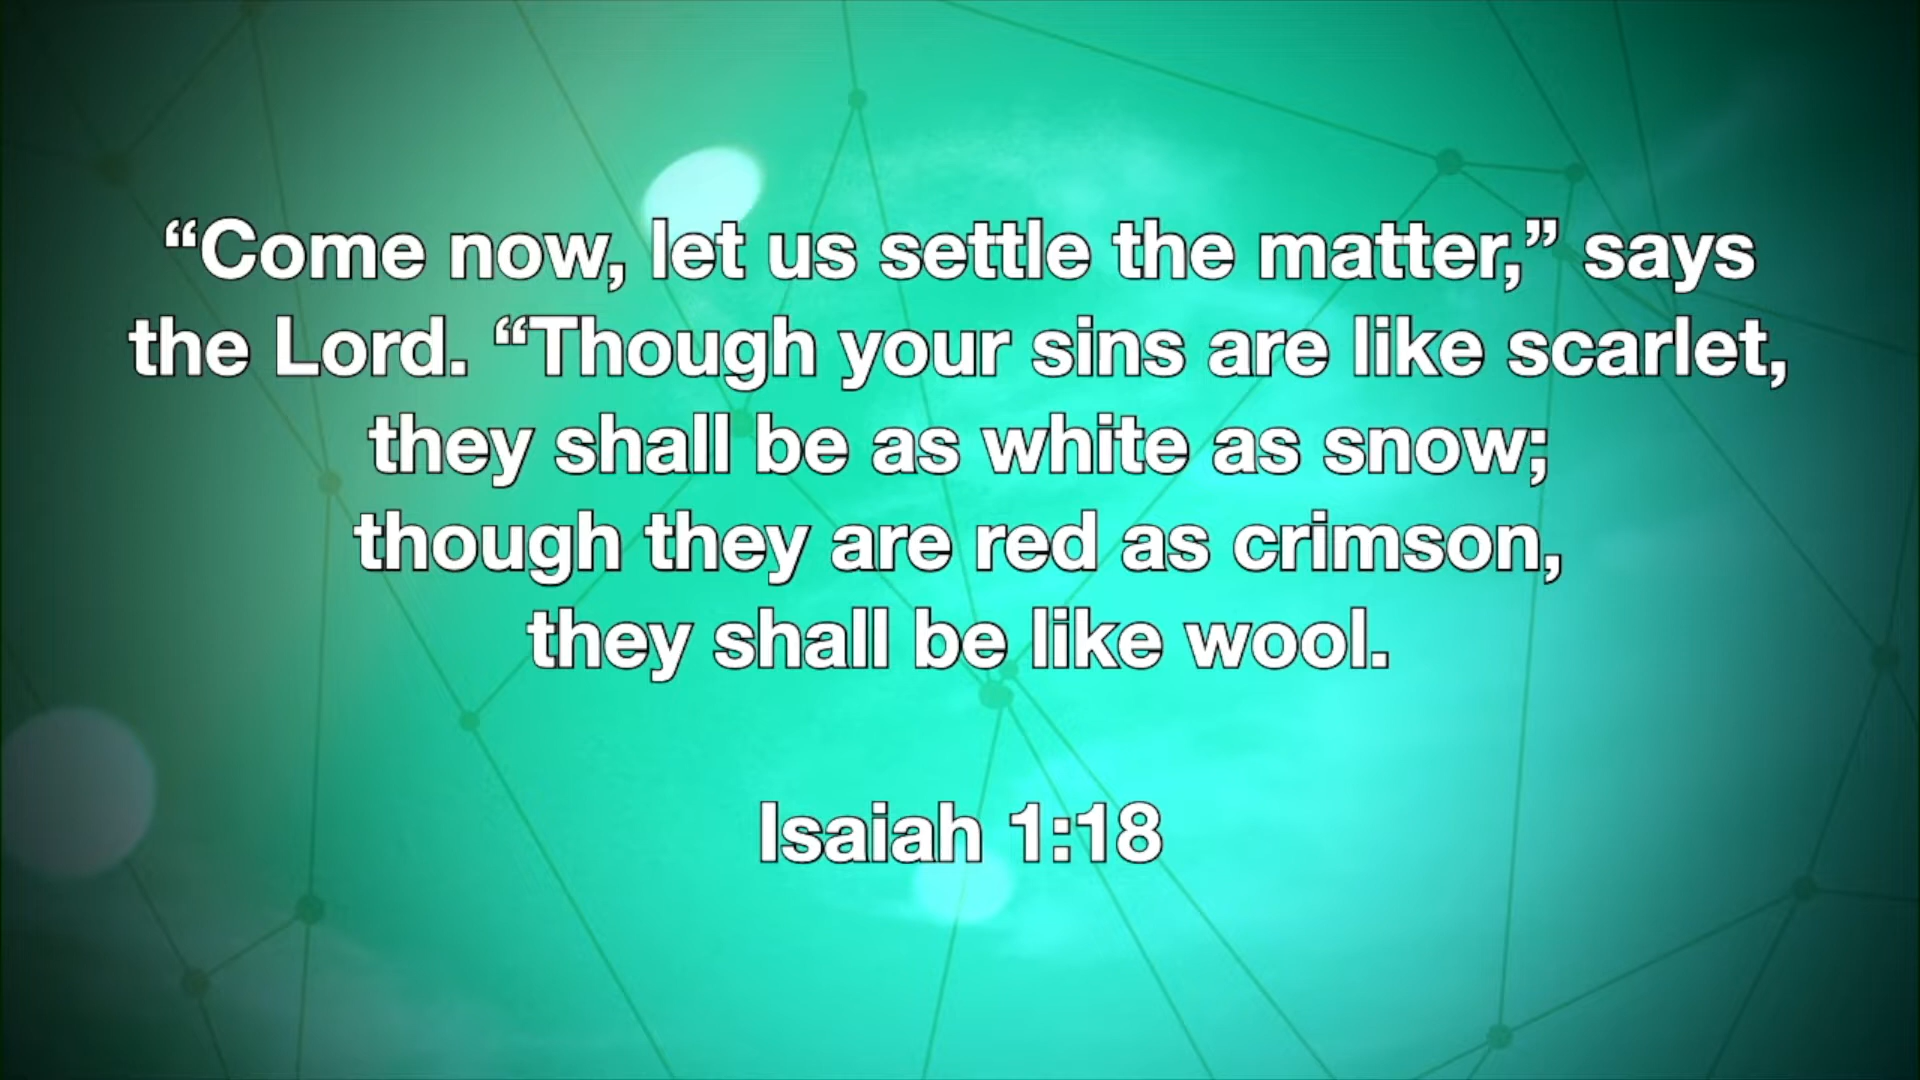 “Come now, let us settle the matter,” says
the Lord. “Though your sins are like scarlet,
they shall be as white as snow;
though they are red as crimson,
they shall be like wool.
Isaiah 1:18